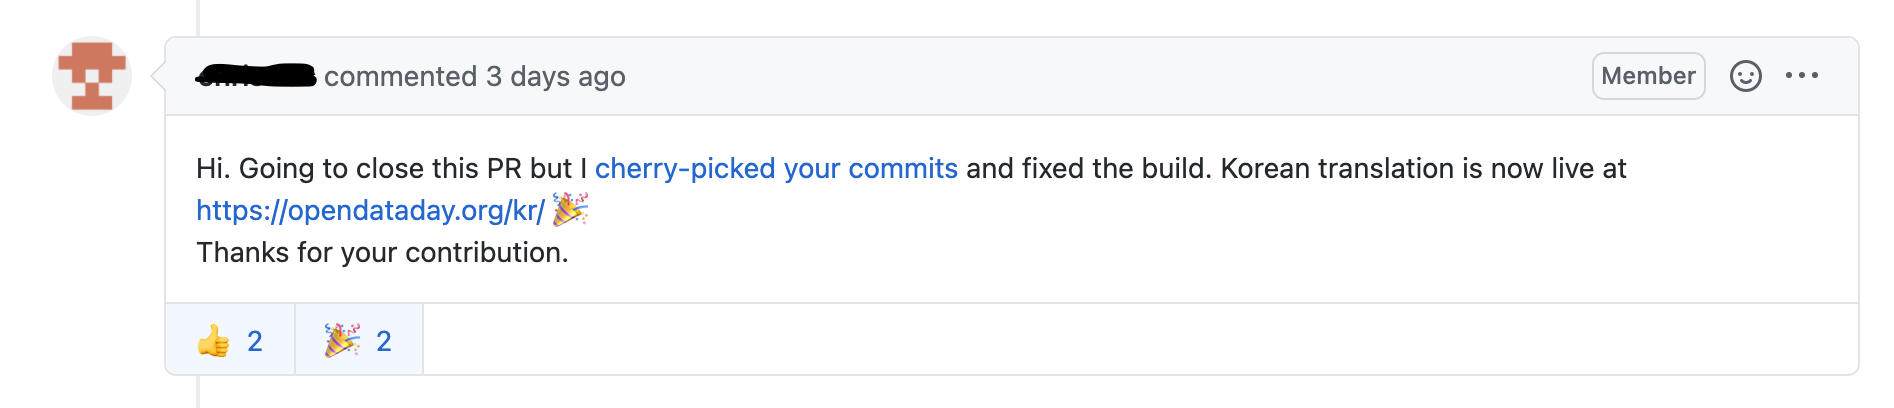 commented 3 days ago
Member
Hi. Going to close this PR but I cherry-picked your commits and fixed the build. Korean translation is now live at
https://opendataday.org/kr/ 🎉
Thanks for your contribution.
👍 2 🎉 2